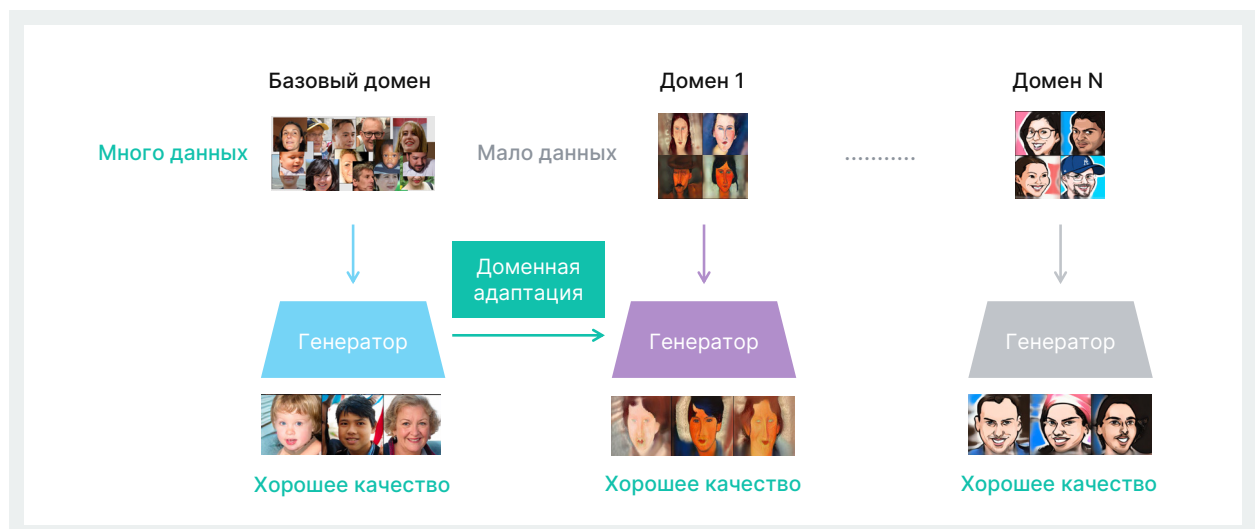 Базовый домен
Домен 1
Домен N
Много данных
Мало данных
...........
Доменная
адаптация
Генератор
Генератор
Генератор
Хорошее качество
Хорошее качество
Хорошее качество